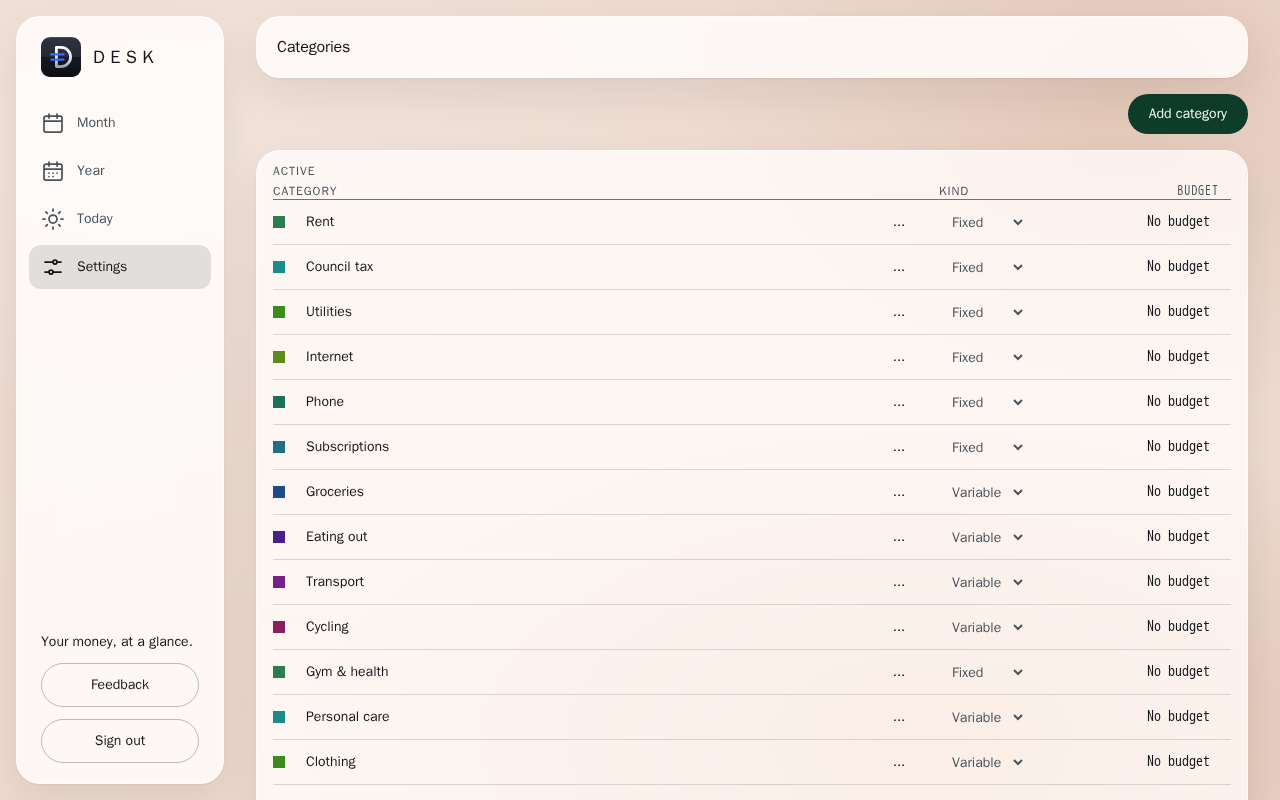 DESK
Month
Year
Today
Settings
Your money, at a glance.
Feedback
Sign out
Categories
Add category
ACTIVE
CATEGORY KIND BUDGET
Rent ... Fixed No budget
Council tax ... Fixed No budget
Utilities ... Fixed No budget
Internet ... Fixed No budget
Phone ... Fixed No budget
Subscriptions ... Fixed No budget
Groceries ... Variable No budget
Eating out ... Variable No budget
Transport ... Variable No budget
Cycling ... Variable No budget
Gym & health ... Fixed No budget
Personal care ... Variable No budget
Clothing ... Variable No budget